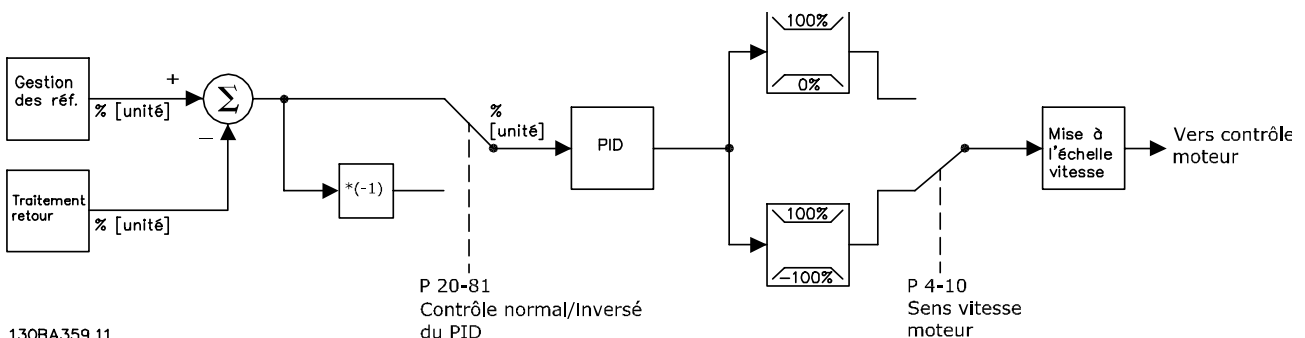 Gestion
des réf.
+
% [unité]
Σ
_
Traitement
retour
% [unité]
*(-1)
%
[unité]
PID
P 20-81
Contrôle normal/Inversé
du PID
100%
0%
100%
-100%
P 4-10
Sens vitesse
moteur
Mise à
l'échelle
vitesse
Vers contrôle
moteur
130BA359.11